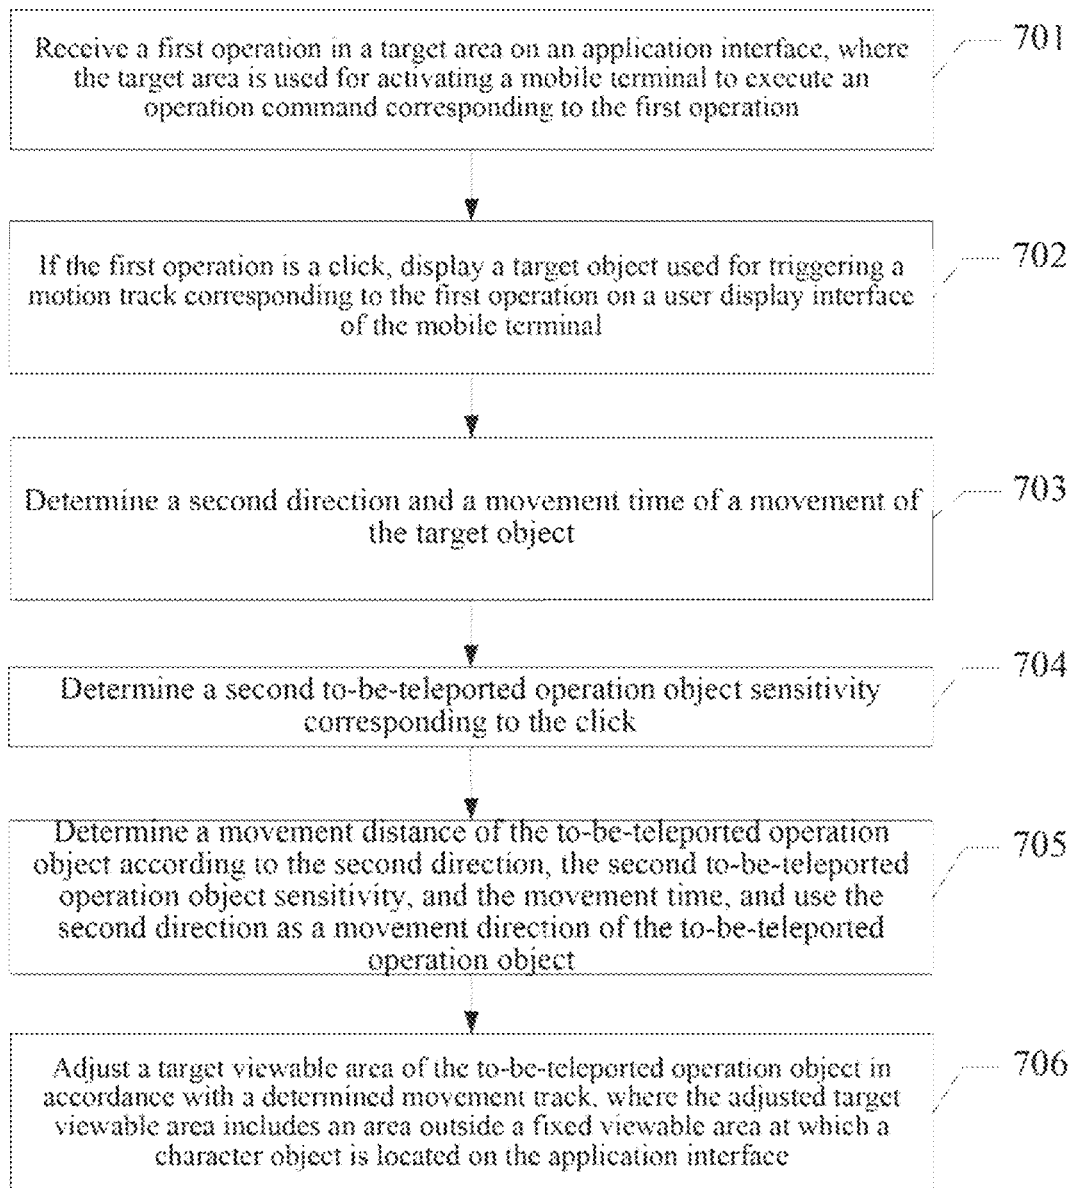 Receive a first operation in a target area on an application interface, where
the target area is used for activating a mobile terminal to execute an
operation command corresponding to the first operation
701
If the first operation is a click, display a target object used for triggering a
motion track corresponding to the first operation on a user display interface
of the mobile terminal
702
Determine a second direction and a movement time of a movement of
the target object
703
Determine a second to-be-teleported operation object sensitivity
corresponding to the click
704
Determine a movement distance of the to-be-teleported operation
object according to the second direction, the second to-be-teleported
operation object sensitivity, and the movement time, and use the
second direction as a movement direction of the to-be-teleported
operation object
705
Adjust a target viewable area of the to-be-teleported operation object in
accordance with a determined movement track, where the adjusted target
viewable area includes an area outside a fixed viewable area at which a
character object is located on the application interface
706